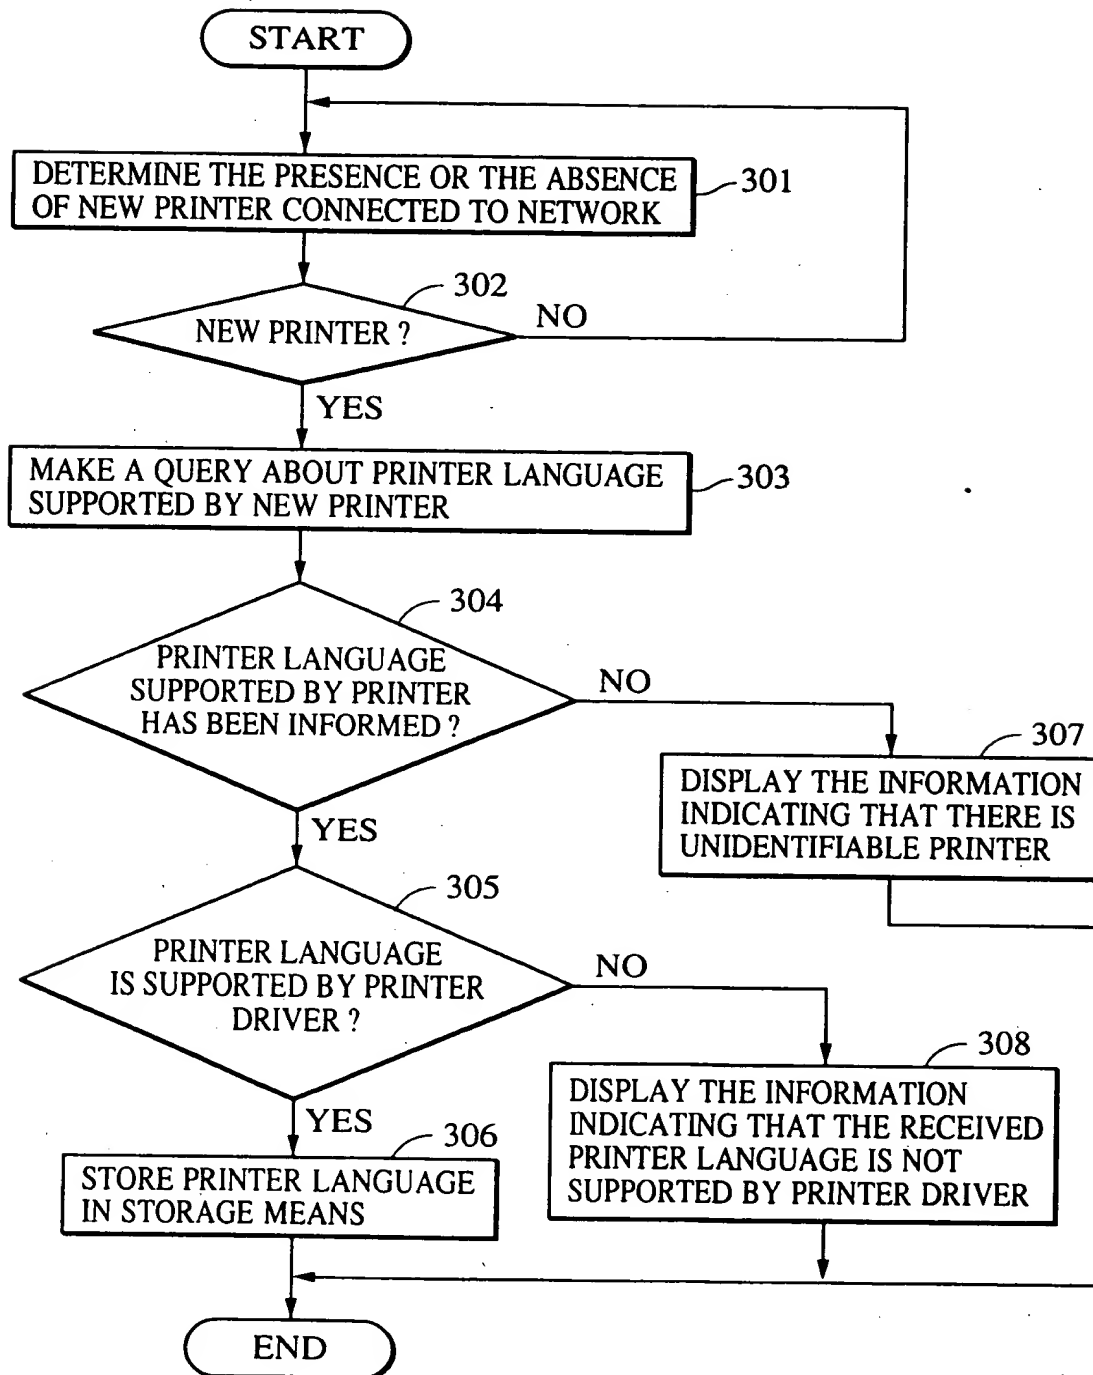 START
DETERMINE THE PRESENCE OR THE ABSENCE
OF NEW PRINTER CONNECTED TO NETWORK
301
302
NEW PRINTER ?
NO
YES
MAKE A QUERY ABOUT PRINTER LANGUAGE
SUPPORTED BY NEW PRINTER
303
304
PRINTER LANGUAGE
SUPPORTED BY PRINTER
HAS BEEN INFORMED ?
NO
YES
307
DISPLAY THE INFORMATION
INDICATING THAT THERE IS
UNIDENTIFIABLE PRINTER
305
PRINTER LANGUAGE
IS SUPPORTED BY PRINTER
DRIVER ?
NO
YES
308
DISPLAY THE INFORMATION
INDICATING THAT THE RECEIVED
PRINTER LANGUAGE IS NOT
SUPPORTED BY PRINTER DRIVER
306
STORE PRINTER LANGUAGE
IN STORAGE MEANS
END